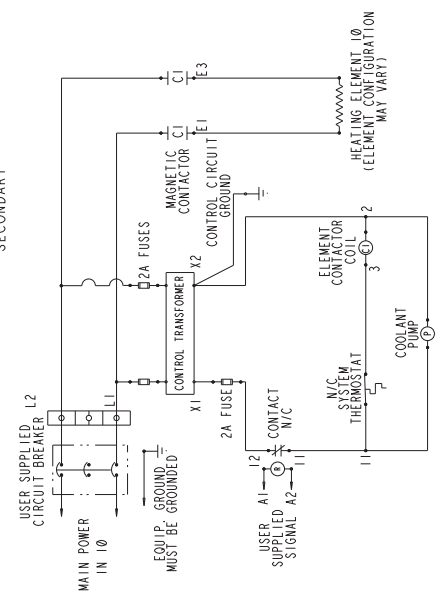 SECONDARY
HEATING ELEMENT 1Ø
(ELEMENT CONFIGURATION
MAY VARY)
C1
E3
C1
E1
MAGNETIC
CONTACTOR
CONTROL CIRCUIT
GROUND
2A FUSES
CONTROL TRANSFORMER
X2
X1
2A FUSE
L2
L1
USER SUPPLIED
CIRCUIT BREAKER
MAIN POWER
IN 1Ø
EQUIP. GROUND
MUST BE GROUNDED
2
ELEMENT
CONTACTOR
COIL
C1
3
N/C
SYSTEM
THERMOSTAT
COOLANT
PUMP
P
CONTACT
N/C
12
11
R
A1
A2
USER
SUPPLIED
SIGNAL
11